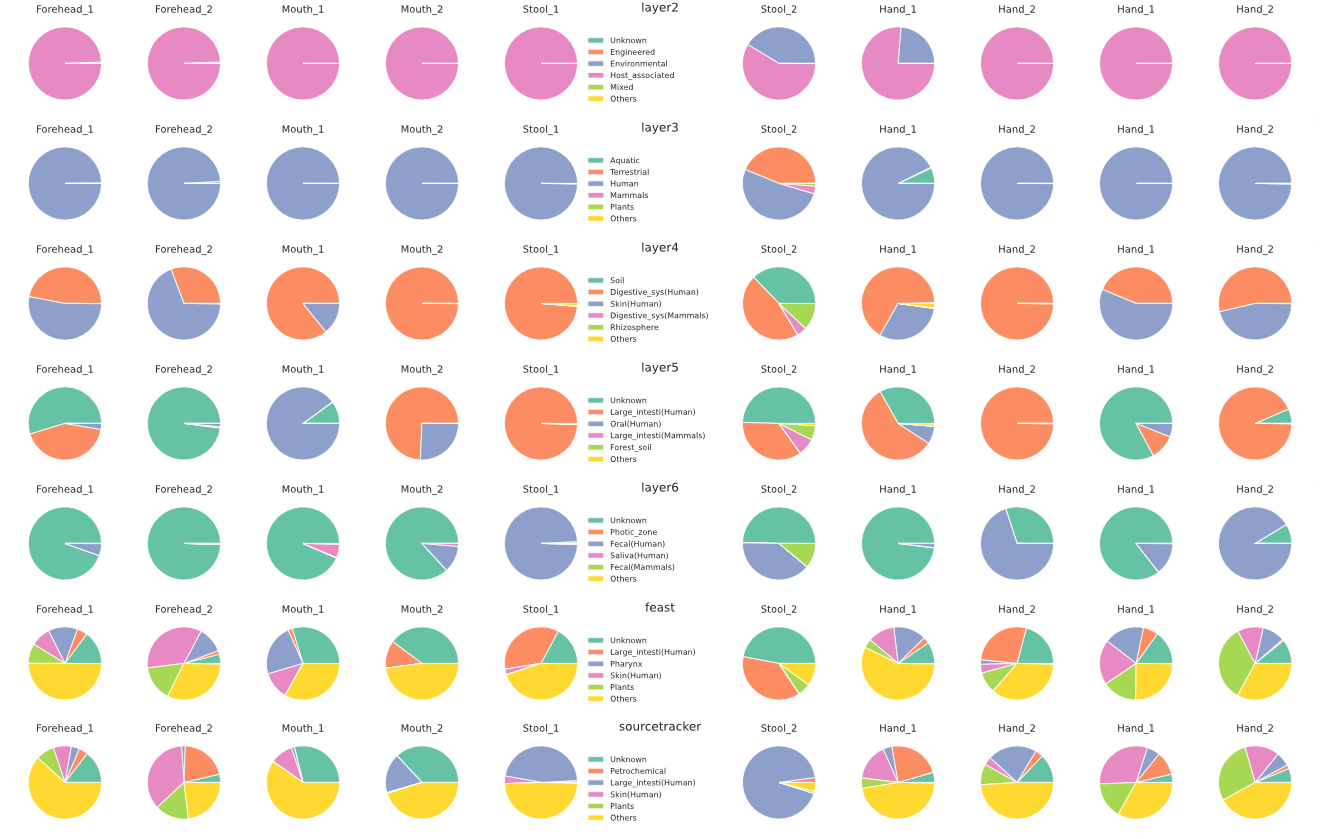 Forehead_1 Forehead_2 Mouth_1 Mouth_2 Stool_1 layer2 Stool_2 Hand_1 Hand_2 Hand_1 Hand_2
Unknown
Engineered
Environmental
Host_associated
Mixed
Others
Forehead_1 Forehead_2 Mouth_1 Mouth_2 Stool_1 layer3 Stool_2 Hand_1 Hand_2 Hand_1 Hand_2
Aquatic
Terrestrial
Human
Mammals
Plants
Others
Forehead_1 Forehead_2 Mouth_1 Mouth_2 Stool_1 layer4 Stool_2 Hand_1 Hand_2 Hand_1 Hand_2
Soil
Digestive_sys(Human)
Skin(Human)
Digestive_sys(Mammals)
Rhizosphere
Others
Forehead_1 Forehead_2 Mouth_1 Mouth_2 Stool_1 layer5 Stool_2 Hand_1 Hand_2 Hand_1 Hand_2
Unknown
Large_intesti(Human)
Oral(Human)
Large_intesti(Mammals)
Forest_soil
Others
Forehead_1 Forehead_2 Mouth_1 Mouth_2 Stool_1 layer6 Stool_2 Hand_1 Hand_2 Hand_1 Hand_2
Unknown
Photic_zone
Fecal(Human)
Saliva(Human)
Fecal(Mammals)
Others
Forehead_1 Forehead_2 Mouth_1 Mouth_2 Stool_1 feast Stool_2 Hand_1 Hand_2 Hand_1 Hand_2
Unknown
Large_intesti(Human)
Pharynx
Skin(Human)
Plants
Others
Forehead_1 Forehead_2 Mouth_1 Mouth_2 Stool_1 sourcetracker Stool_2 Hand_1 Hand_2 Hand_1 Hand_2
Unknown
Petrochemical
Large_intesti(Human)
Skin(Human)
Plants
Others